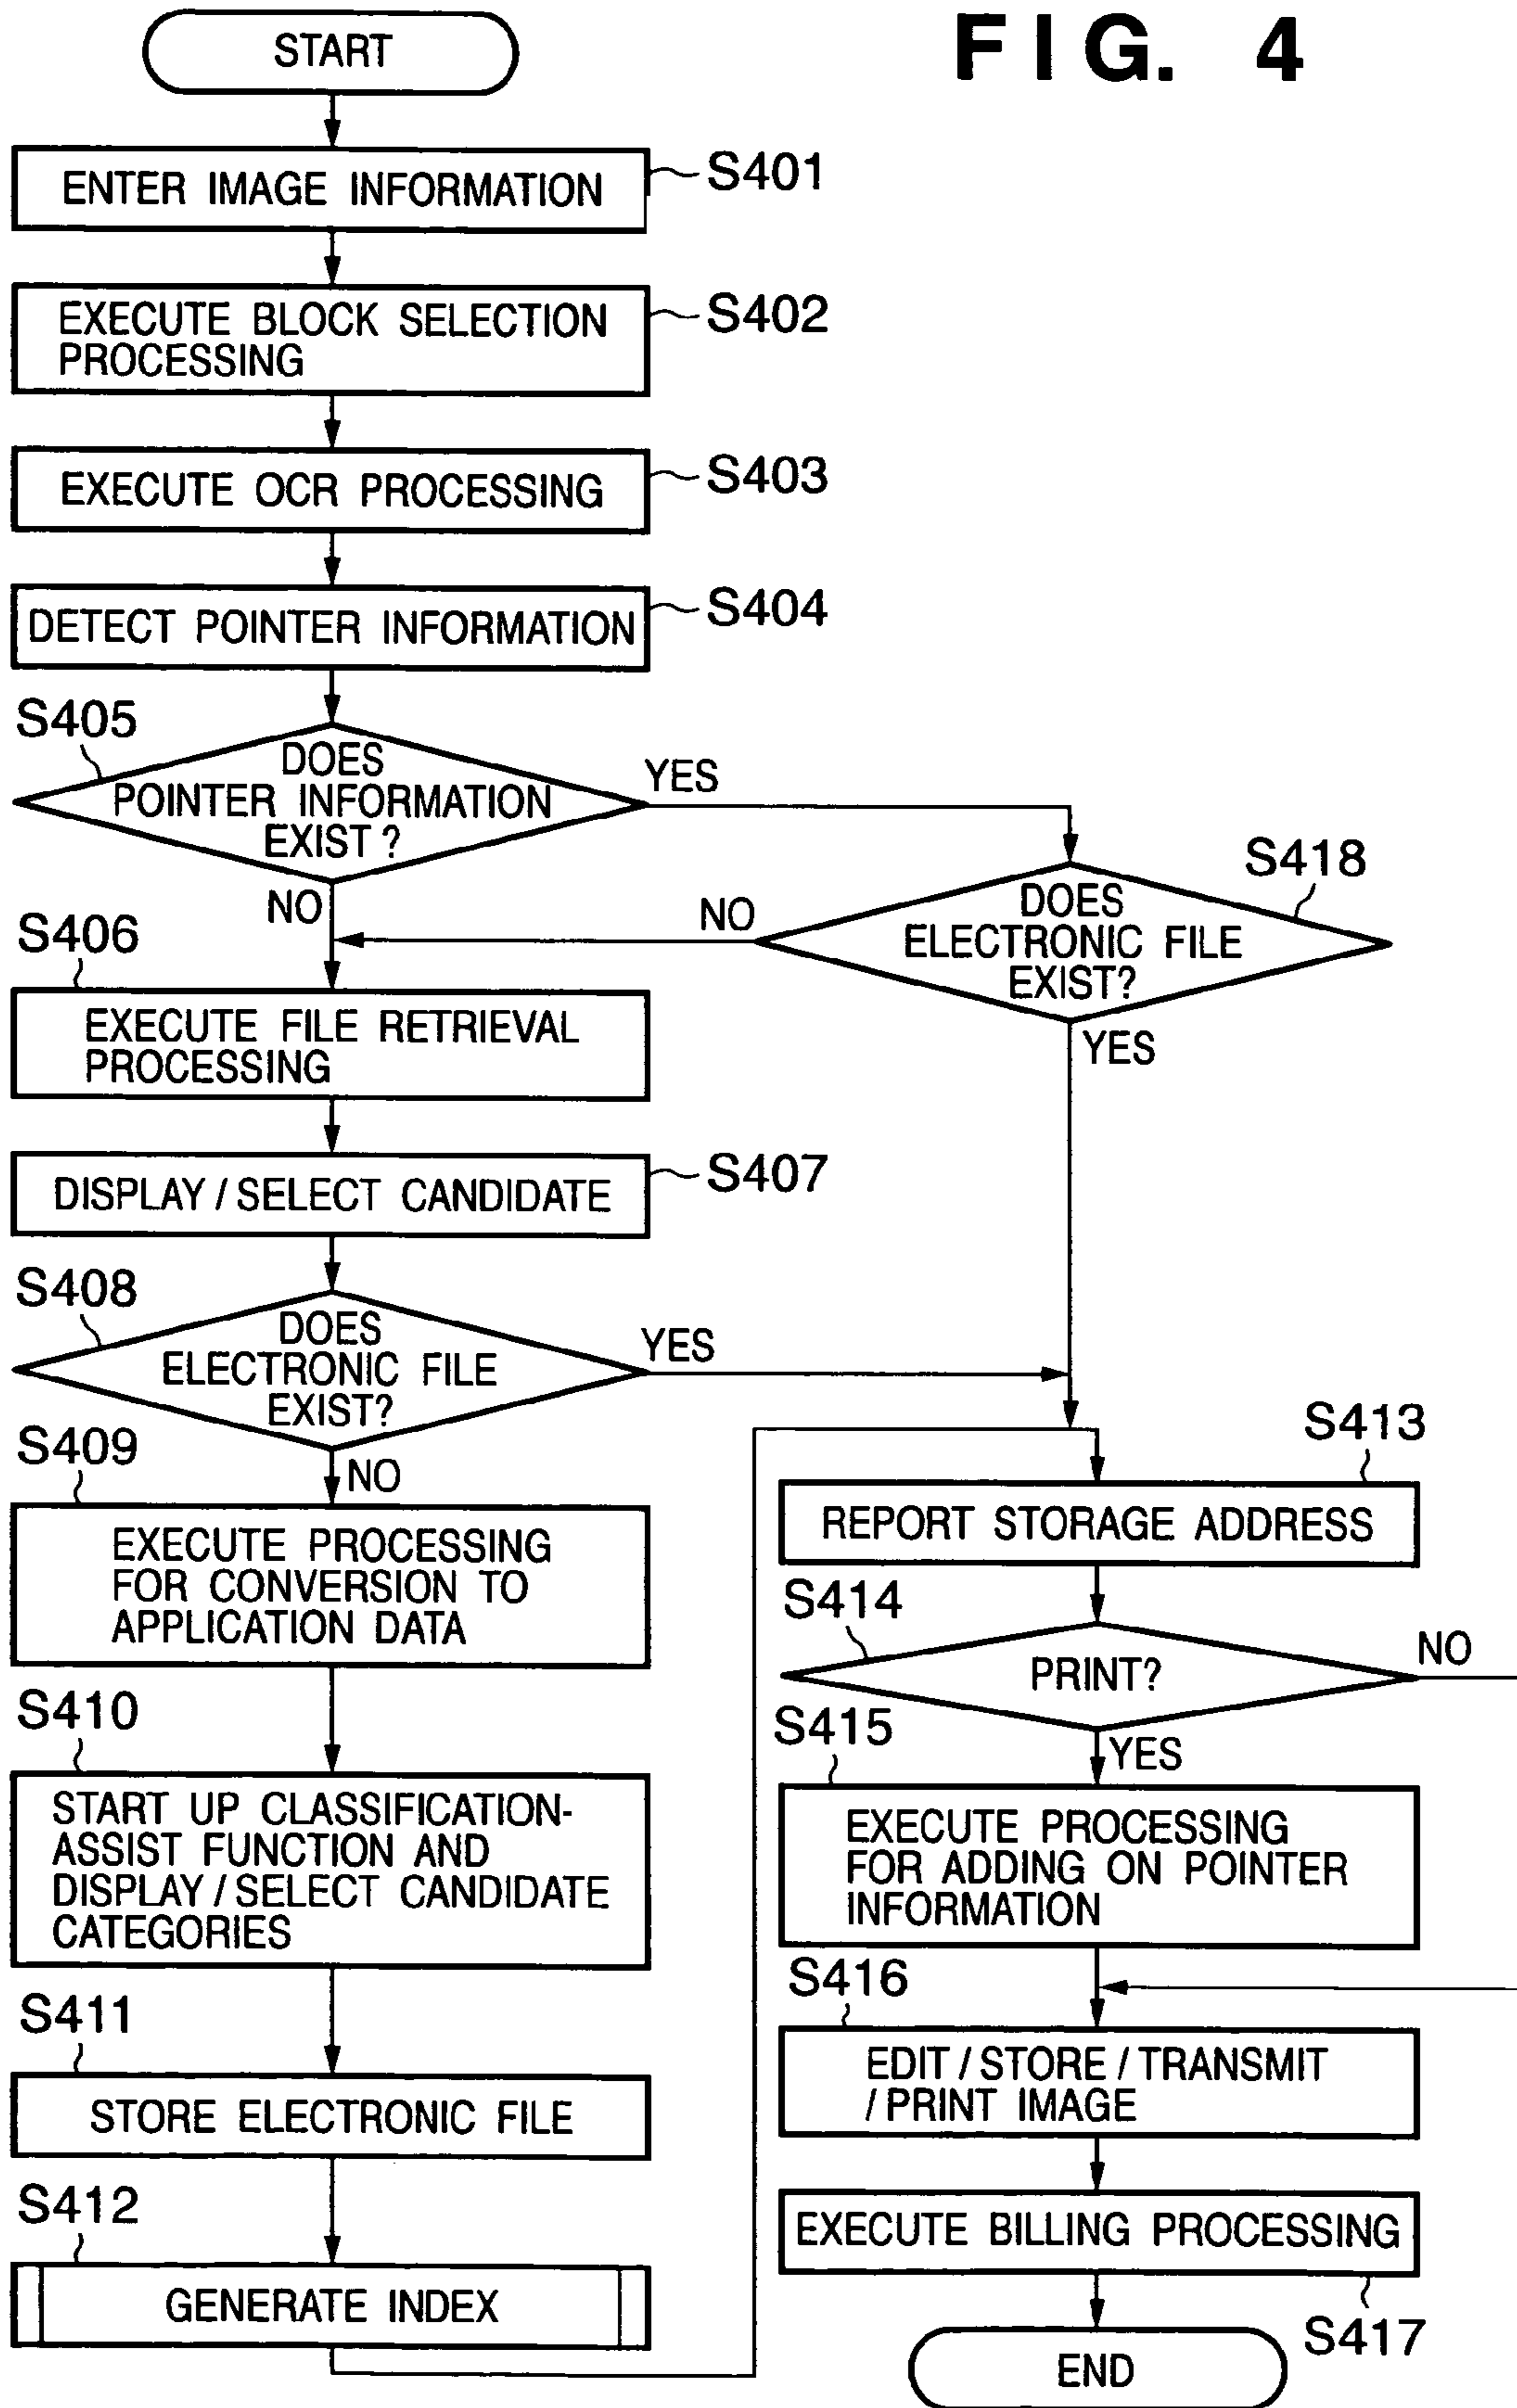 FIG. 4
START
ENTER IMAGE INFORMATION
S401
EXECUTE BLOCK SELECTION
PROCESSING
S402
EXECUTE OCR PROCESSING
S403
DETECT POINTER INFORMATION
S404
S405
DOES
POINTER INFORMATION
EXIST?
YES
NO
S418
DOES
ELECTRONIC FILE
EXIST?
NO
YES
S406
EXECUTE FILE RETRIEVAL
PROCESSING
DISPLAY / SELECT CANDIDATE
S407
S408
DOES
ELECTRONIC FILE
EXIST?
YES
NO
S409
EXECUTE PROCESSING
FOR CONVERSION TO
APPLICATION DATA
S410
START UP CLASSIFICATION-
ASSIST FUNCTION AND
DISPLAY / SELECT CANDIDATE
CATEGORIES
S411
STORE ELECTRONIC FILE
S412
GENERATE INDEX
S413
REPORT STORAGE ADDRESS
S414
PRINT?
NO
YES
S415
EXECUTE PROCESSING
FOR ADDING ON POINTER
INFORMATION
S416
EDIT / STORE / TRANSMIT
/ PRINT IMAGE
EXECUTE BILLING PROCESSING
S417
END